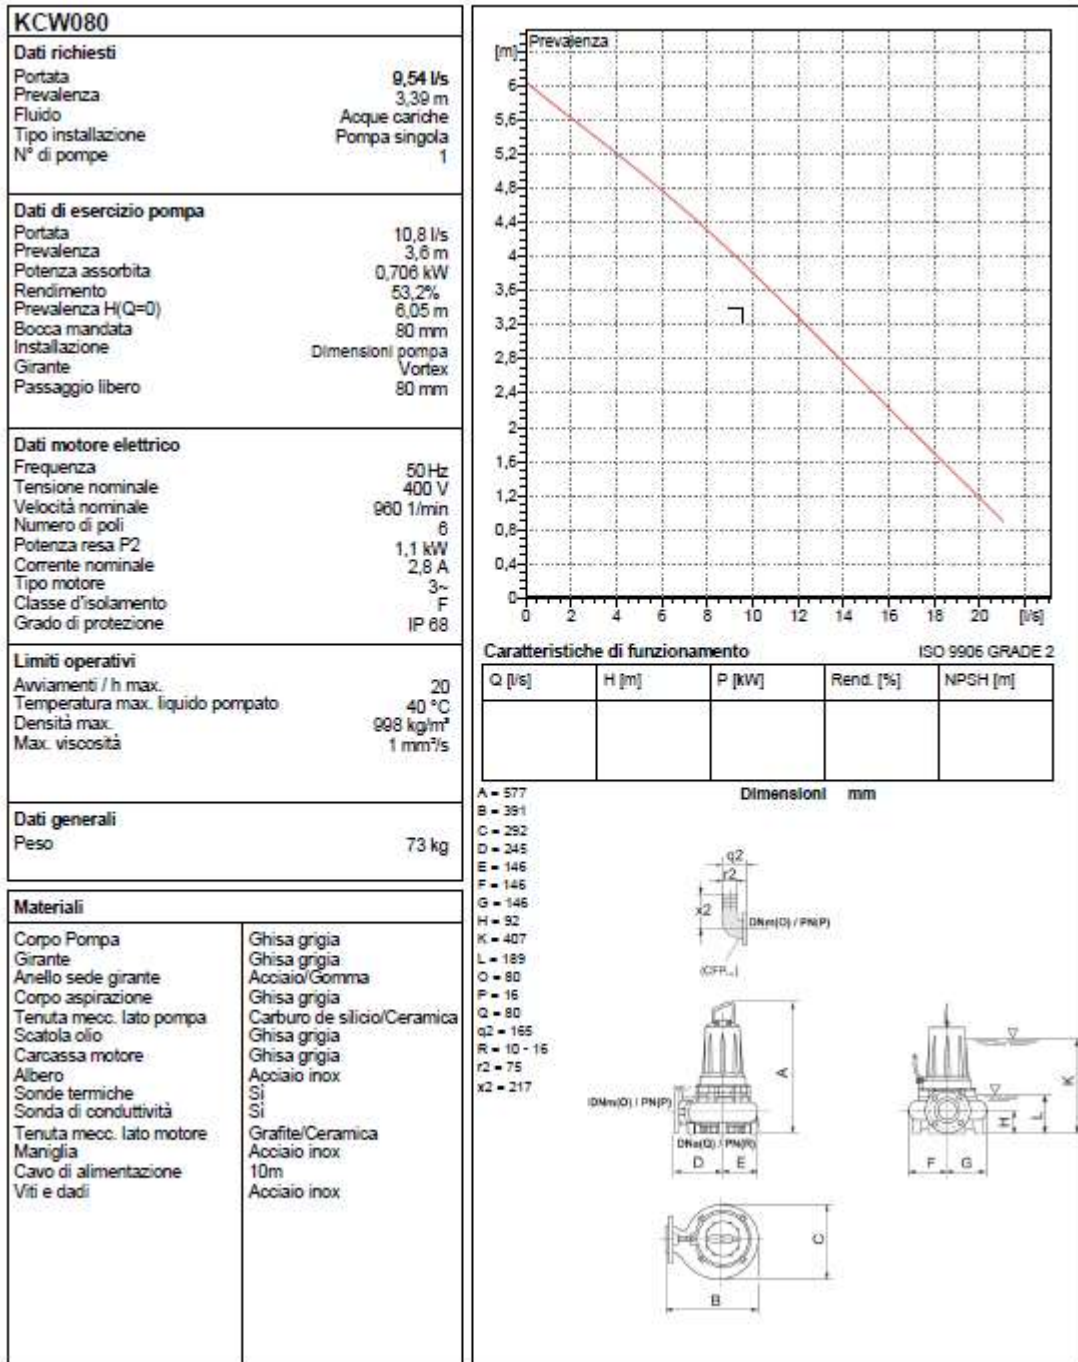 KCW080
Dati richiesti
Portata 9,54 l/s
Prevalenza 3,39 m
Fluido Acque cariche
Tipo installazione Pompa singola
N° di pompe 1
Dati di esercizio pompa
Portata 10,8 l/s
Prevalenza 3,6 m
Potenza assorbita 0,706 kW
Rendimento 53,2%
Prevalenza H(Q=0) 6,05 m
Bocca mandata 80 mm
Installazione Dimensioni pompa
Girante Vortex
Passaggio libero 80 mm
Dati motore elettrico
Frequenza 50 Hz
Tensione nominale 400 V
Velocità nominale 960 1/min
Numero di poli 6
Potenza resa P2 1,1 kW
Corrente nominale 2,8 A
Tipo motore 3~
Classe d'isolamento F
Grado di protezione IP 68
Limiti operativi
Avviamenti / h max. 20
Temperatura max. liquido pompato 40 °C
Densità max. 998 kg/m³
Max. viscosità 1 mm²/s
Dati generali
Peso 73 kg
Materiali
Corpo Pompa Ghisa grigia
Girante Ghisa grigia
Anello sede girante Acciaio/Gomma
Corpo aspirazione Ghisa grigia
Tenuta mecc. lato pompa Carburo de silicio/Ceramica
Scatola olio Ghisa grigia
Carcassa motore Ghisa grigia
Albero Acciaio inox
Sonde termiche Sì
Sonda di conduttività Sì
Tenuta mecc. lato motore Grafite/Ceramica
Maniglia Acciaio inox
Cavo di alimentazione 10m
Viti e dadi Acciaio inox
[m] Prevalenza
6
5,6
5,2
4,8
4,4
4
3,6
3,2
2,8
2,4
2
1,6
1,2
0,8
0,4
0
0 2 4 6 8 10 12 14 16 18 20 [l/s]
Caratteristiche di funzionamento ISO 9906 GRADE 2
Q [l/s] H [m] P [kW] Rend. [%] NPSH [m]
Dimensioni mm
A = 577
B = 391
C = 292
D = 245
E = 146
F = 146
G = 146
H = 92
K = 407
L = 189
O = 80
P = 16
Q = 80
q2 = 165
R = 10 - 16
r2 = 75
x2 = 217
q2
r2
x2
DNm(O) / PN(P)
(CFP...)
A
DNm(O) / PN(P)
DNa(Q) / PN(R)
D E
K
L
H
F G
C
B